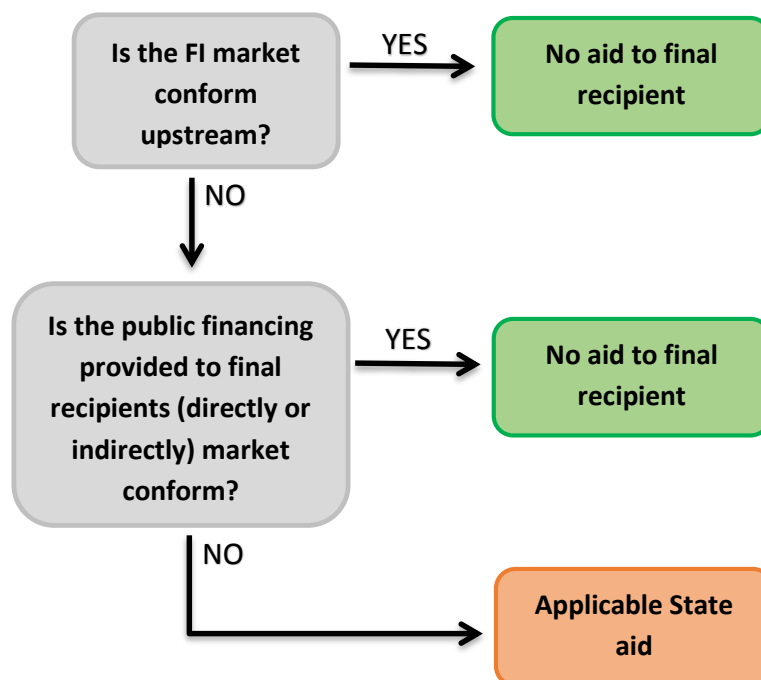 Is the FI market
conform
upstream?
YES
No aid to final
recipient
NO
Is the public financing
provided to final
recipients (directly or
indirectly) market
conform?
YES
No aid to final
recipient
NO
Applicable State
aid